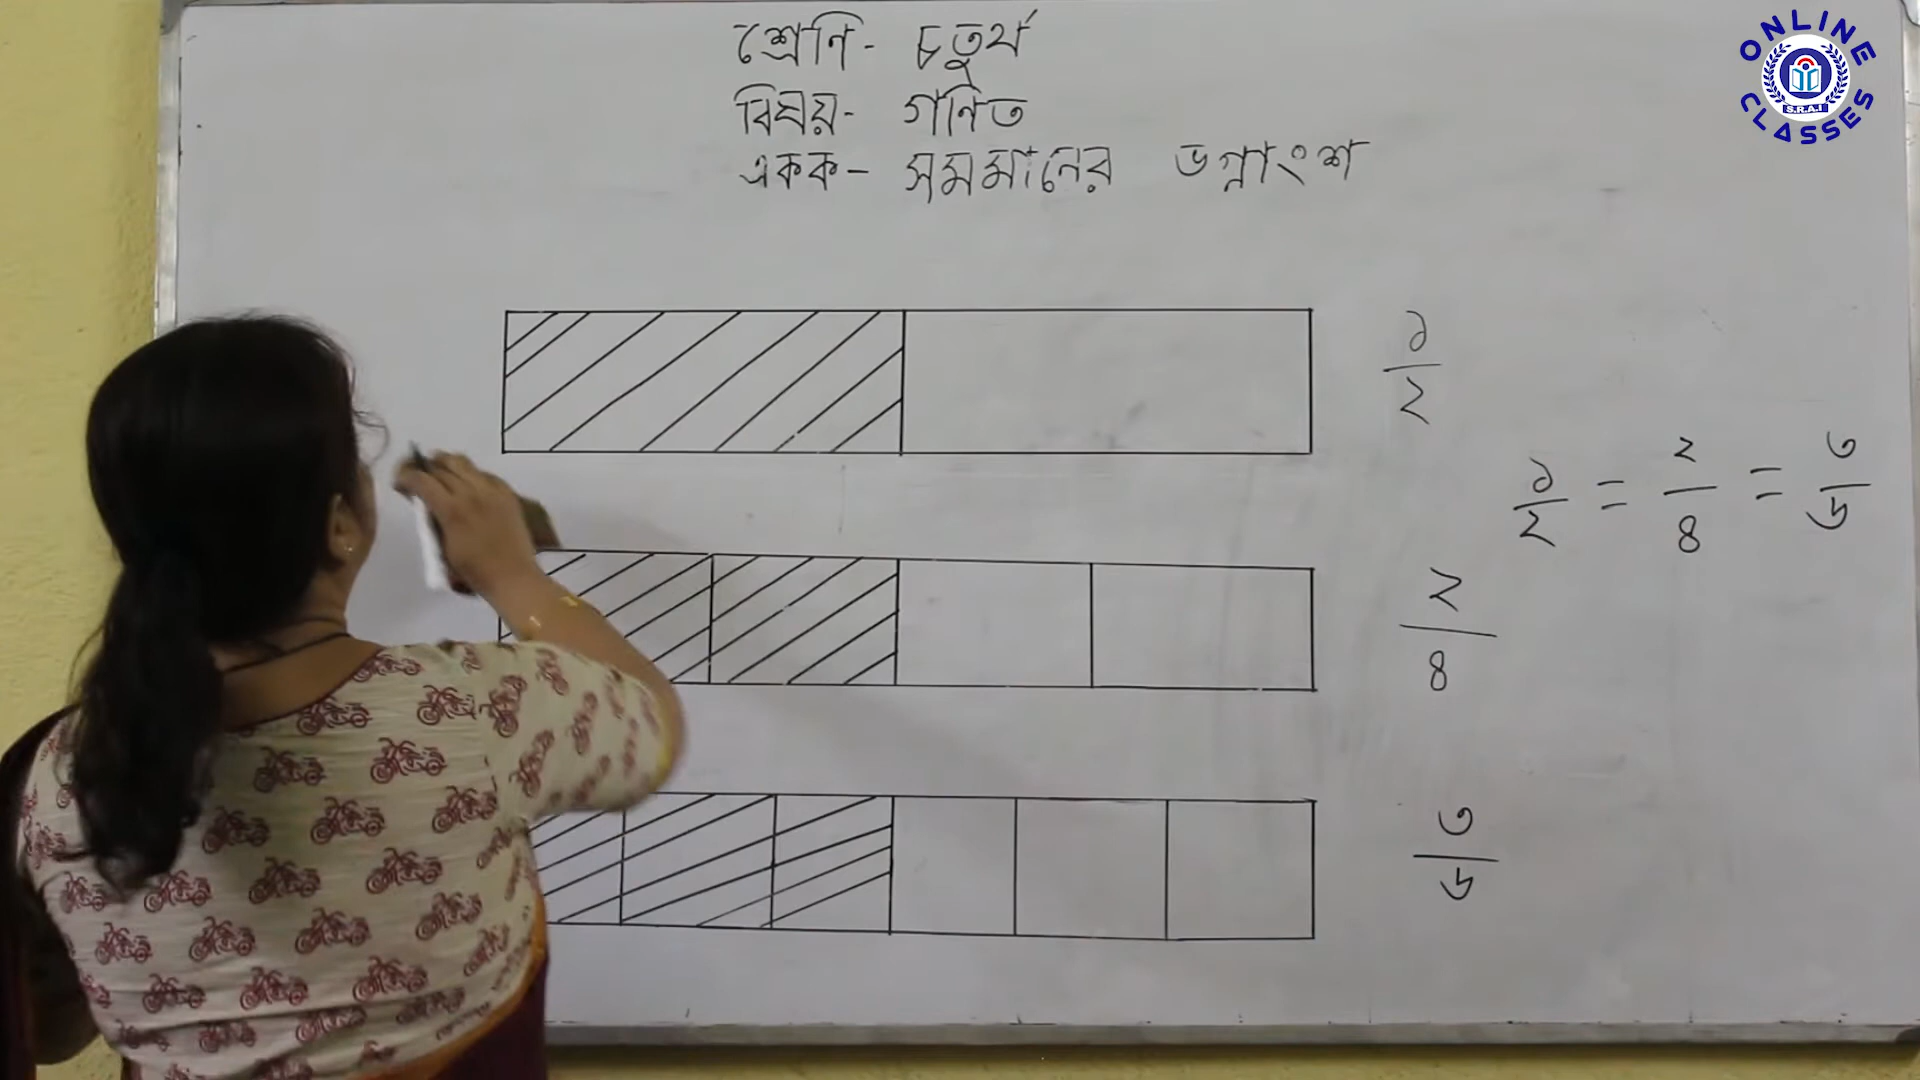 শ্রেণি- চতুর্থ
বিষয়- গণিত
একক- সমমানের ভগ্নাংশ
ONLINE CLASSES
S.R.A.I
১/২
১/২ = ২/৪ = ৩/৬
২/৪
৩/৬